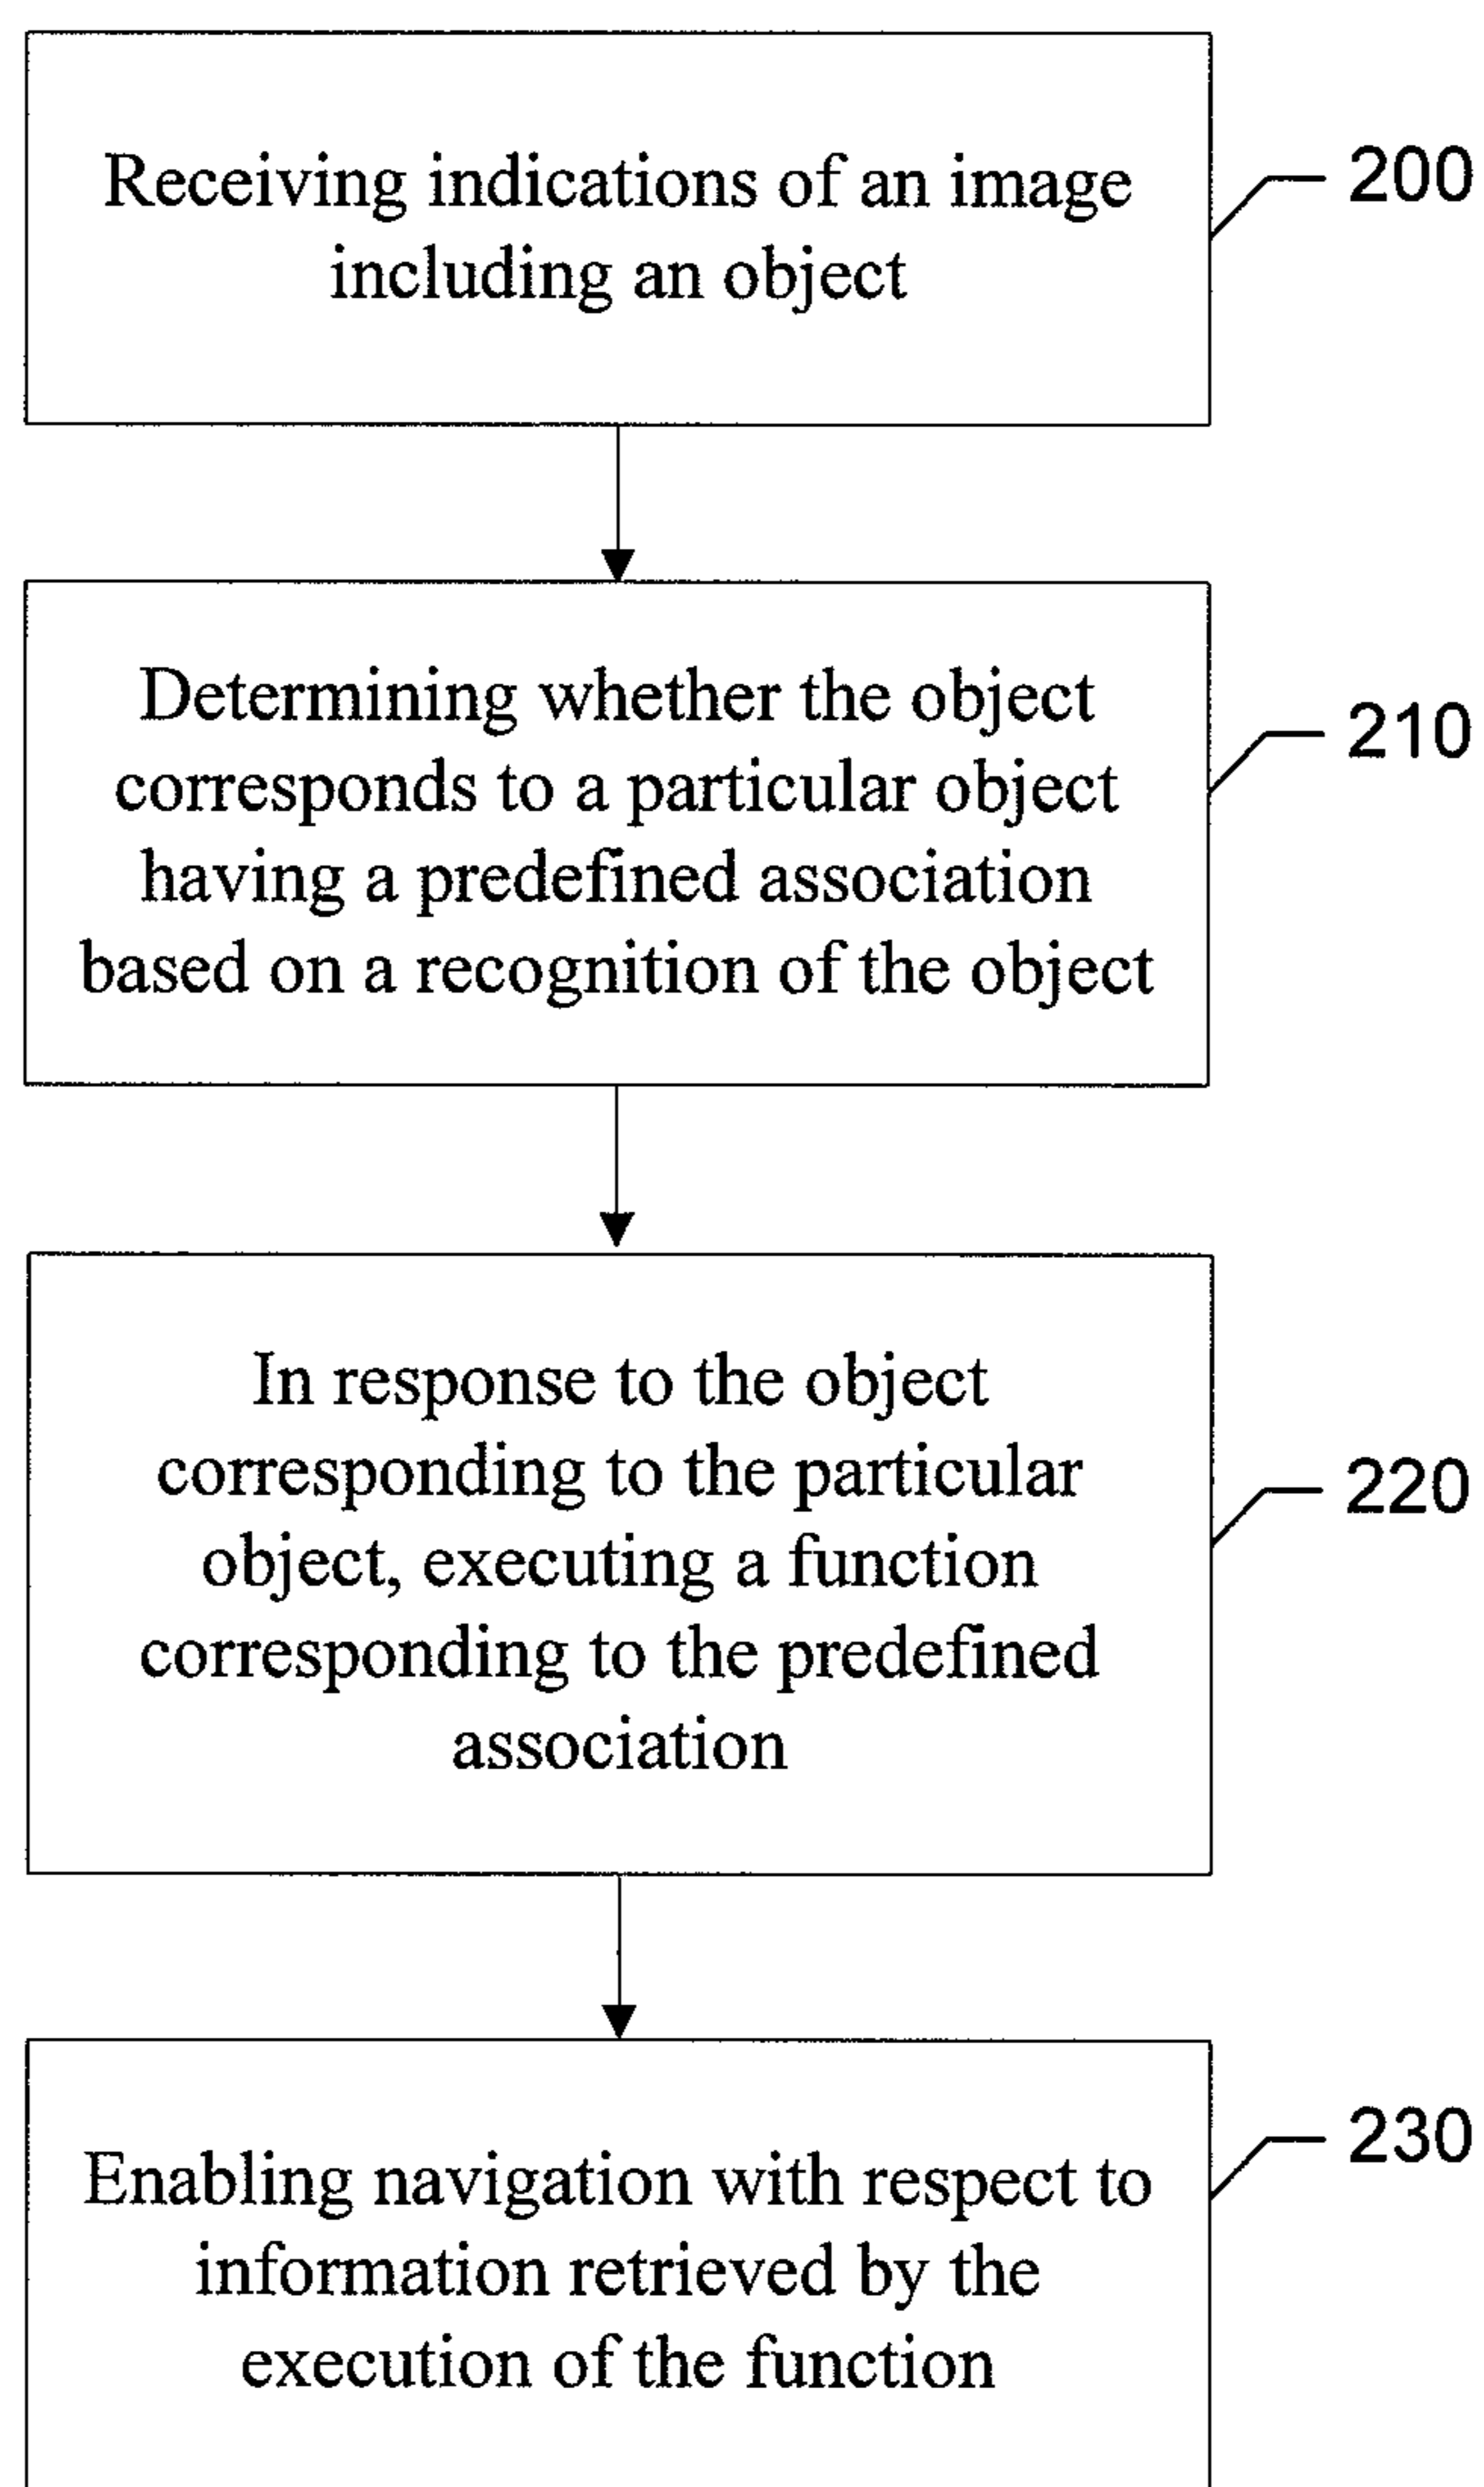 Receiving indications of an image
including an object
200
Determining whether the object
corresponds to a particular object
having a predefined association
based on a recognition of the object
210
In response to the object
corresponding to the particular
object, executing a function
corresponding to the predefined
association
220
Enabling navigation with respect to
information retrieved by the
execution of the function
230